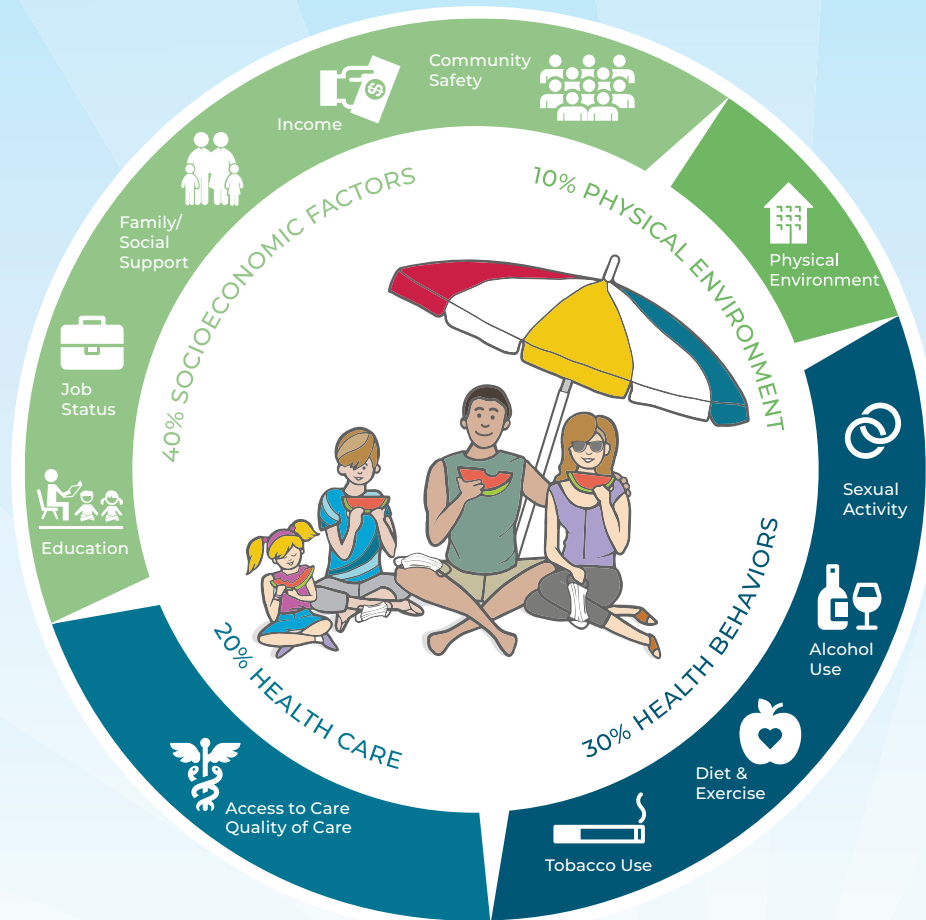 Community
Safety
Income
Family/
Social
Support
Job
Status
Education
40% SOCIOECONOMIC FACTORS
10% PHYSICAL ENVIRONMENT
Physical
Environment
Sexual
Activity
Alcohol
Use
Diet &
Exercise
Tobacco Use
30% HEALTH BEHAVIORS
20% HEALTH CARE
Access to Care
Quality of Care
$